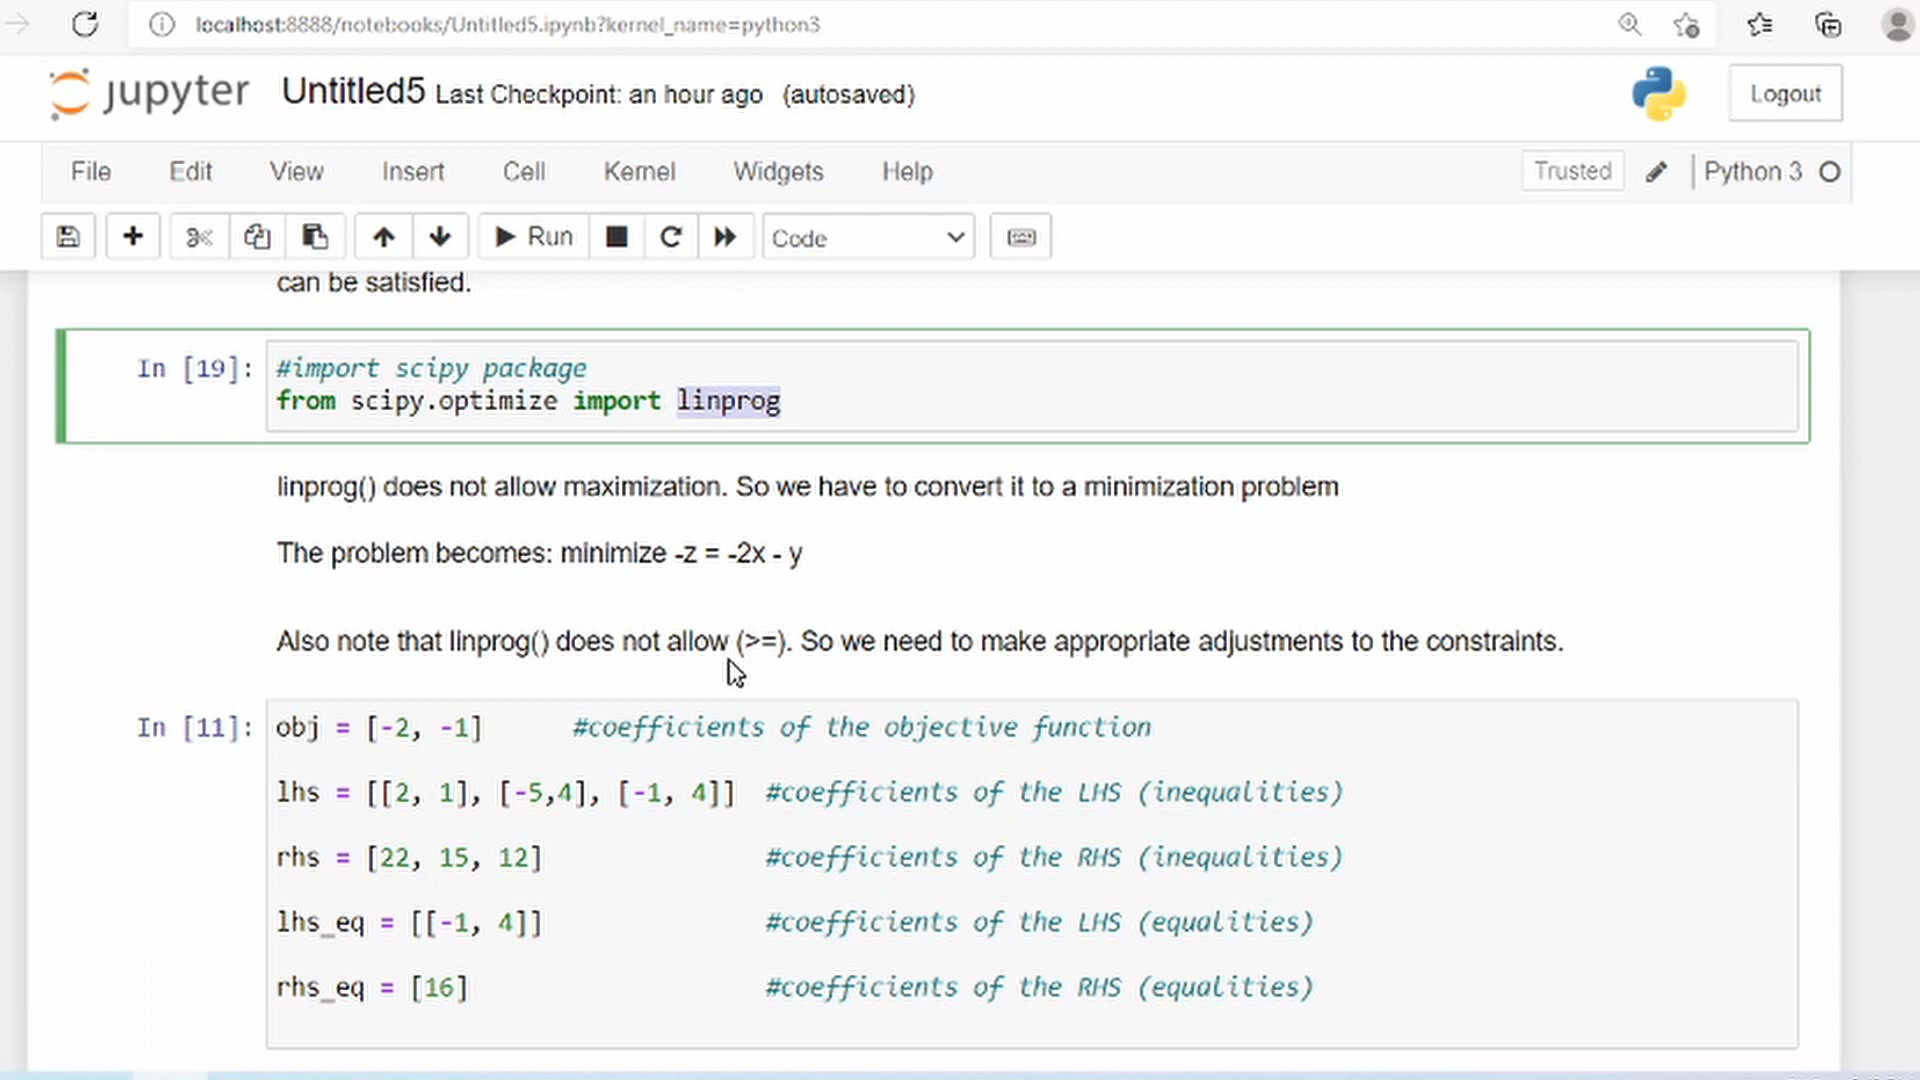 localhost:8888/notebooks/Untitled5.ipynb?kernel_name=python3
jupyter Untitled5 Last Checkpoint: an hour ago (autosaved) Logout
File Edit View Insert Cell Kernel Widgets Help Trusted Python 3
Run Code
can be satisfied.
In [19]: #import scipy package
from scipy.optimize import linprog
linprog() does not allow maximization. So we have to convert it to a minimization problem
The problem becomes: minimize -z = -2x - y
Also note that linprog() does not allow (>=). So we need to make appropriate adjustments to the constraints.
In [11]: obj = [-2, -1] #coefficients of the objective function
lhs = [[2, 1], [-5,4], [-1, 4]] #coefficients of the LHS (inequalities)
rhs = [22, 15, 12] #coefficients of the RHS (inequalities)
lhs_eq = [[-1, 4]] #coefficients of the LHS (equalities)
rhs_eq = [16] #coefficients of the RHS (equalities)